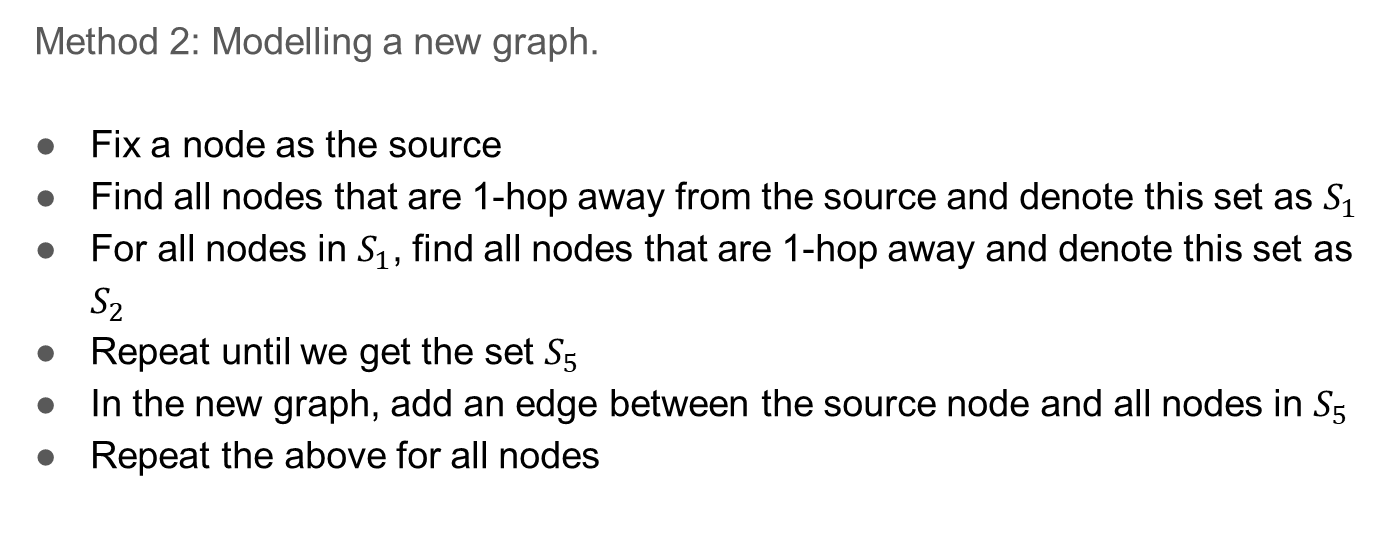 Method 2: Modelling a new graph.
● Fix a node as the source
● Find all nodes that are 1-hop away from the source and denote this set as S₁
● For all nodes in S₁, find all nodes that are 1-hop away and denote this set as
S₂
● Repeat until we get the set S₅
● In the new graph, add an edge between the source node and all nodes in S₅
● Repeat the above for all nodes